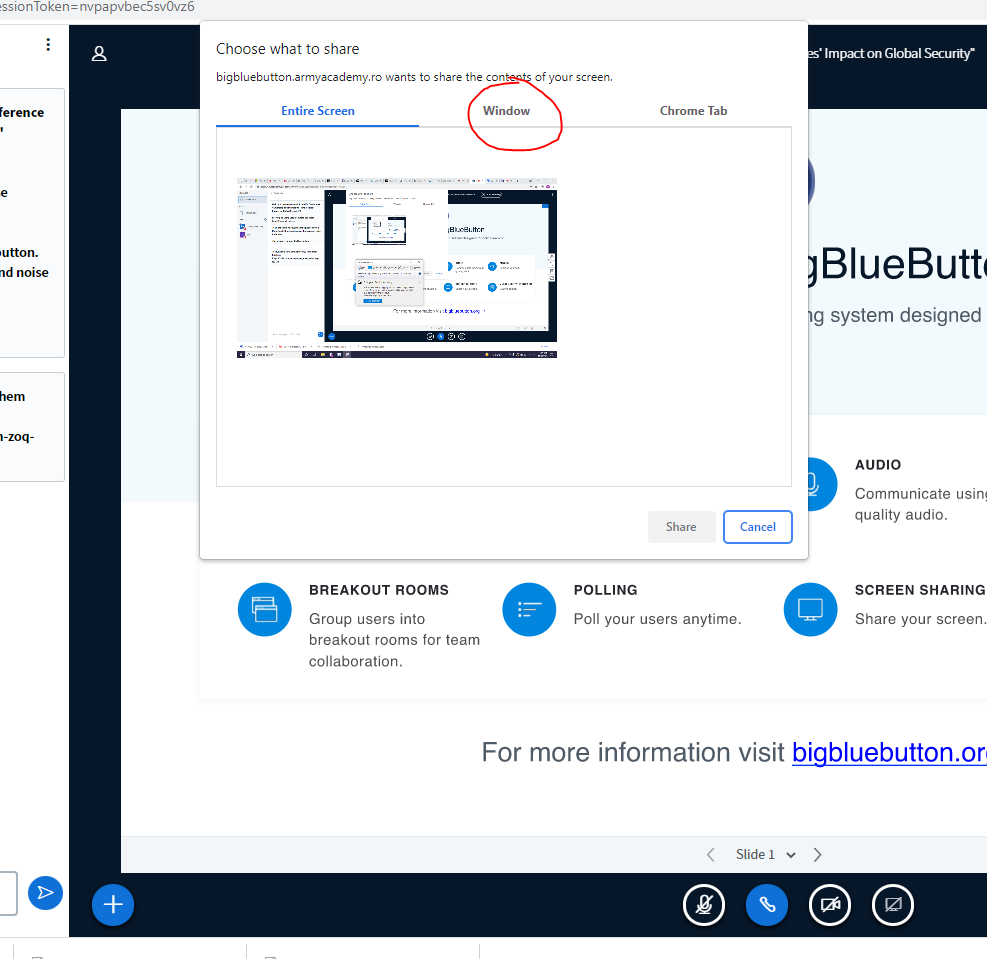 essionToken=nvpapvbec5sv0vz6
ference
"
se
button.
nd noise
hem
n-zoq-
Choose what to share
bigbluebutton.armyacademy.ro wants to share the contents of your screen.
Entire Screen
Window
Chrome Tab
Share
Cancel
es' Impact on Global Security"
gBlueButto
ng system designed
AUDIO
Communicate using
quality audio.
BREAKOUT ROOMS
Group users into
breakout rooms for team
collaboration.
POLLING
Poll your users anytime.
SCREEN SHARING
Share your screen.
For more information visit bigbluebutton.org
Slide 1